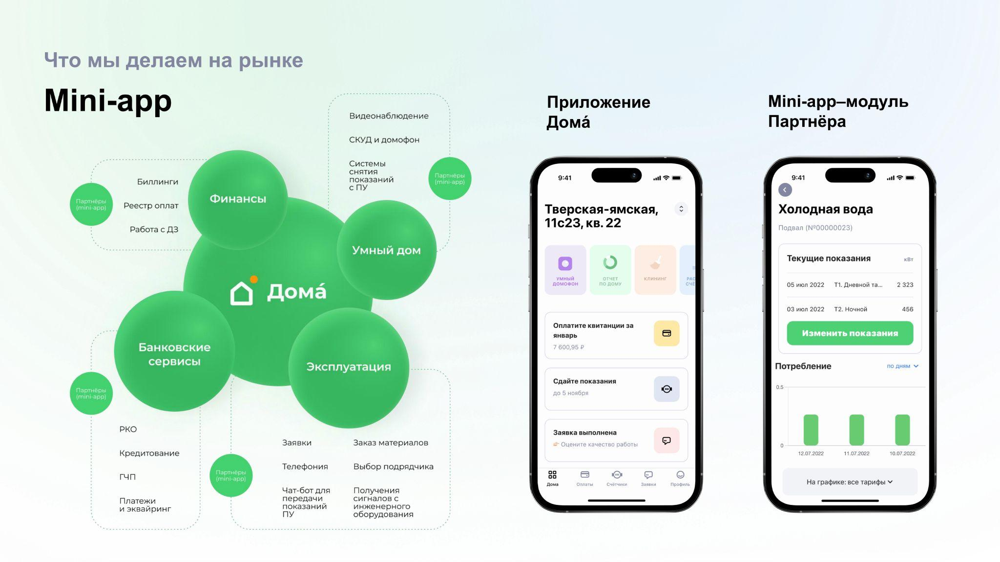 Что мы делаем на рынке
Mini-app
Видеонаблюдение
СКУД и домофон
Системы
снятия
показаний
с ПУ
Партнёры
(mini-app)
Биллинги
Реестр оплат
Работа с ДЗ
Партнёры
(mini-app)
Финансы
Умный дом
Домá
Банковские
сервисы
Эксплуатация
Партнёры
(mini-app)
РКО
Кредитование
ГЧП
Платежи
и эквайринг
Партнёры
(mini-app)
Заявки
Телефония
Чат-бот для
передачи
показаний
ПУ
Заказ материалов
Выбор подрядчика
Получения
сигналов с
инженерного
оборудования
Приложение
Домá
9:41
Тверская-ямская,
11с23, кв. 22
УМНЫЙ
ДОМОФОН
ОТЧЕТ
ПО ДОМУ
КЛИНИНГ
РАС
СЧЁ
Оплатите квитанции за
январь
7 600,95 ₽
Сдайте показания
до 5 ноября
Заявка выполнена
Оцените качество работы
Дома
Оплаты
Счётчики
Заявки
Профиль
Mini-app–модуль
Партнёра
9:41
Холодная вода
Подвал (№00000023)
Текущие показания кВт
05 июл 2022 Т1. Дневной та... 2 323
03 июл 2022 Т2. Ночной 456
Изменить показания
Потребление по дням
0.5
0
12.07.2022 11.07.2022 10.07.2022
На графике: все тарифы